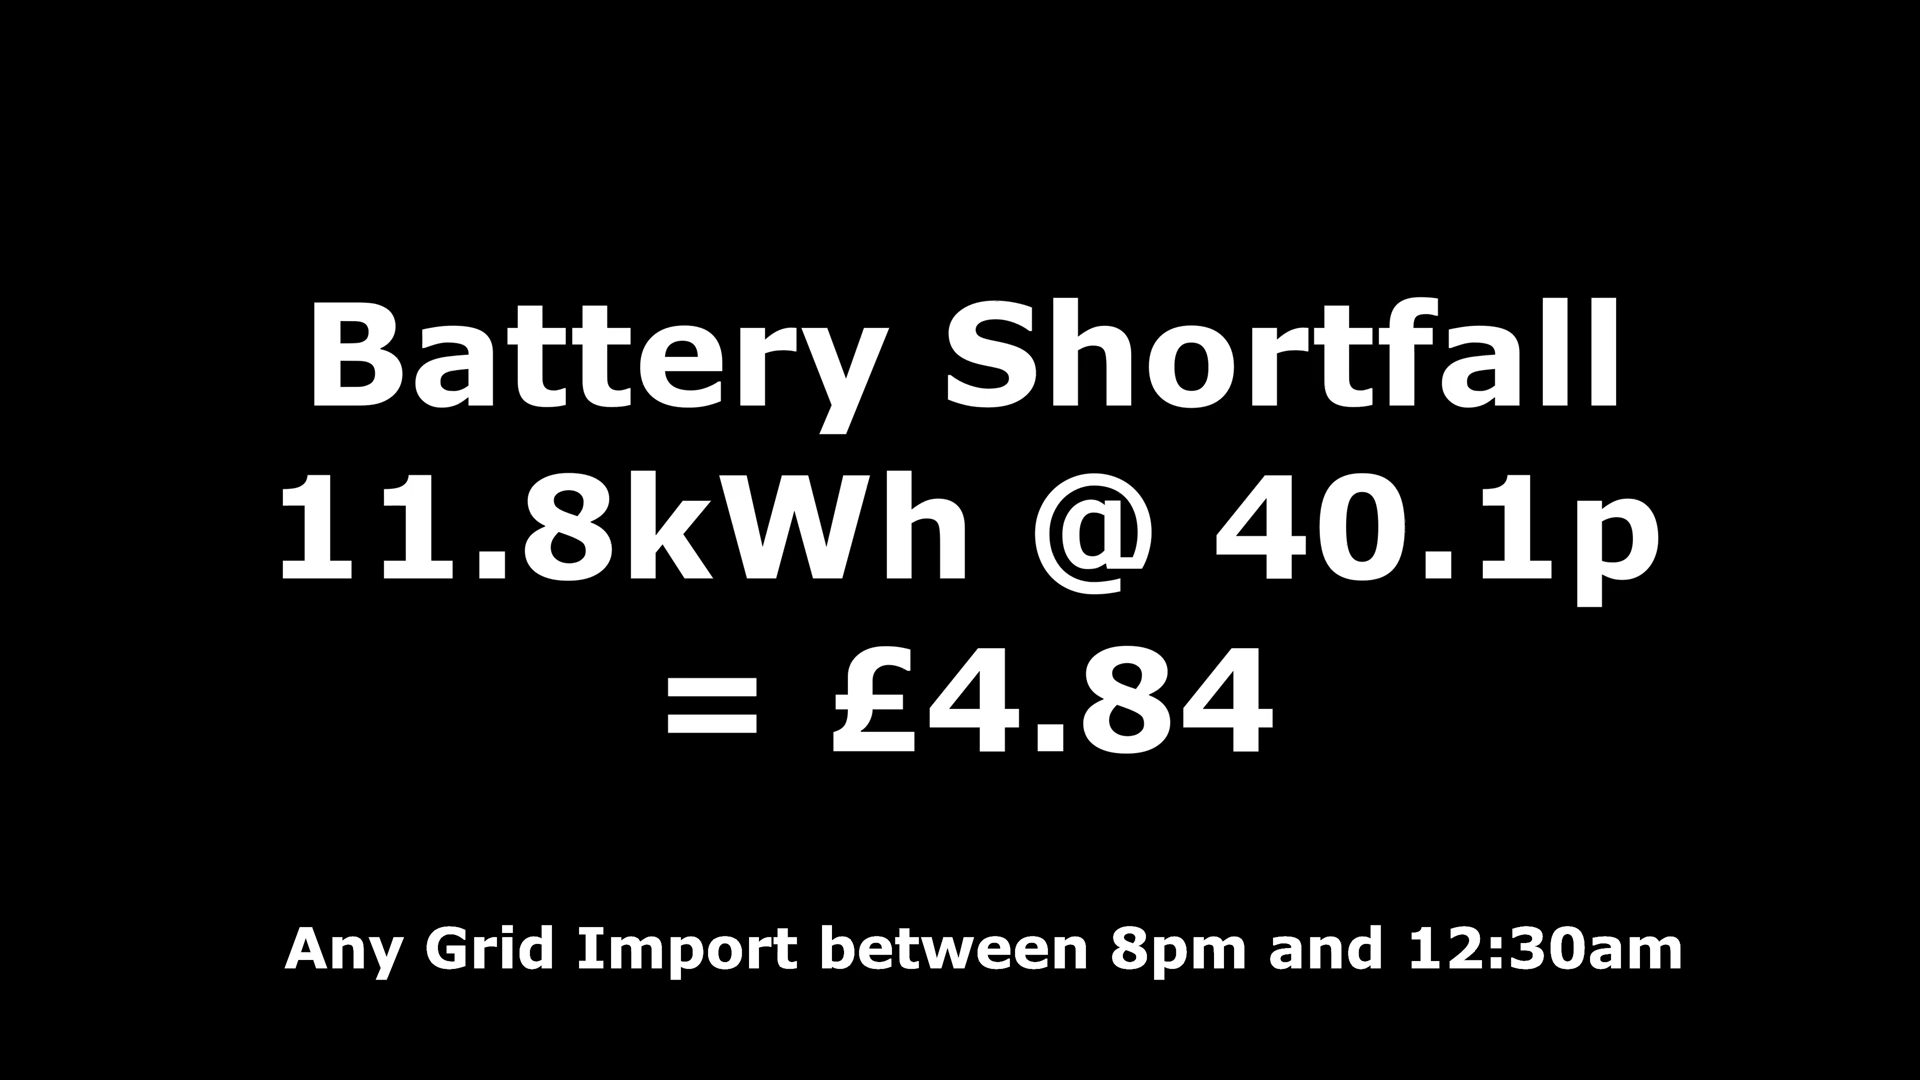 Battery Shortfall
11.8kWh @ 40.1p
= £4.84
Any Grid Import between 8pm and 12:30am